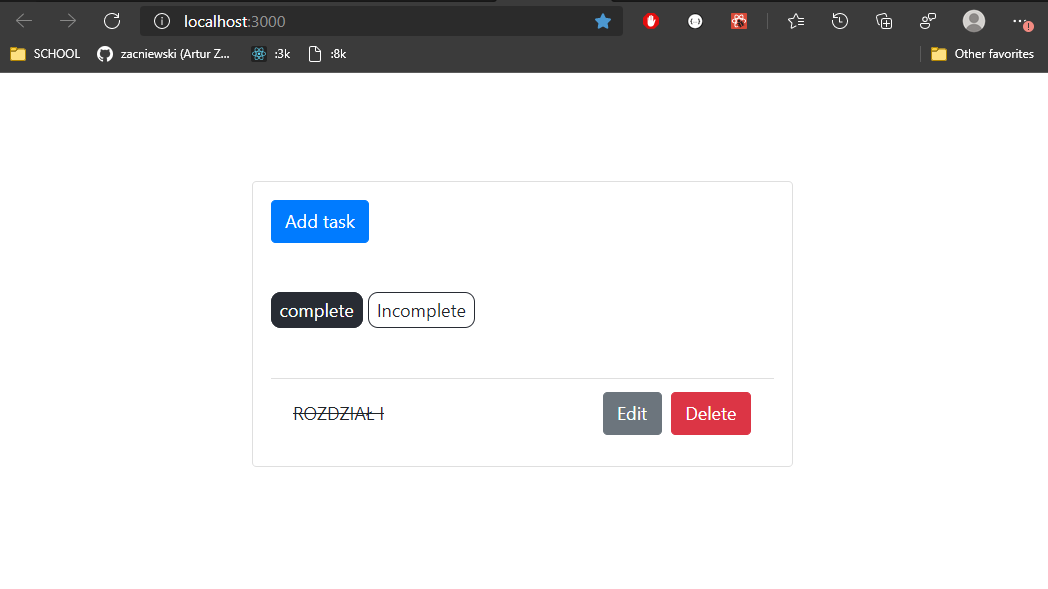 localhost:3000
SCHOOL zacniewski (Artur Z... :3k :8k Other favorites
Add task
complete Incomplete
ROZDZIAŁ I Edit Delete